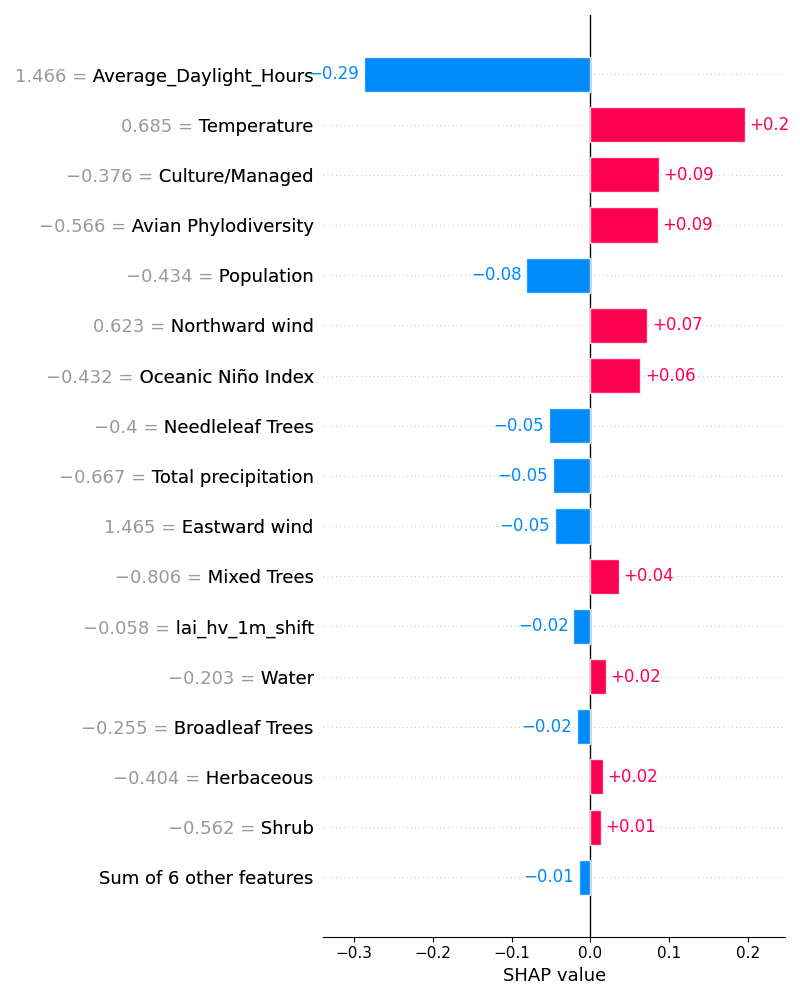 1.466 = Average_Daylight_Hours −0.29
0.685 = Temperature +0.2
−0.376 = Culture/Managed +0.09
−0.566 = Avian Phylodiversity +0.09
−0.434 = Population −0.08
0.623 = Northward wind +0.07
−0.432 = Oceanic Niño Index +0.06
−0.4 = Needleleaf Trees −0.05
−0.667 = Total precipitation −0.05
1.465 = Eastward wind −0.05
−0.806 = Mixed Trees +0.04
−0.058 = lai_hv_1m_shift −0.02
−0.203 = Water +0.02
−0.255 = Broadleaf Trees −0.02
−0.404 = Herbaceous +0.02
−0.562 = Shrub +0.01
Sum of 6 other features −0.01
−0.3 −0.2 −0.1 0.0 0.1 0.2
SHAP value